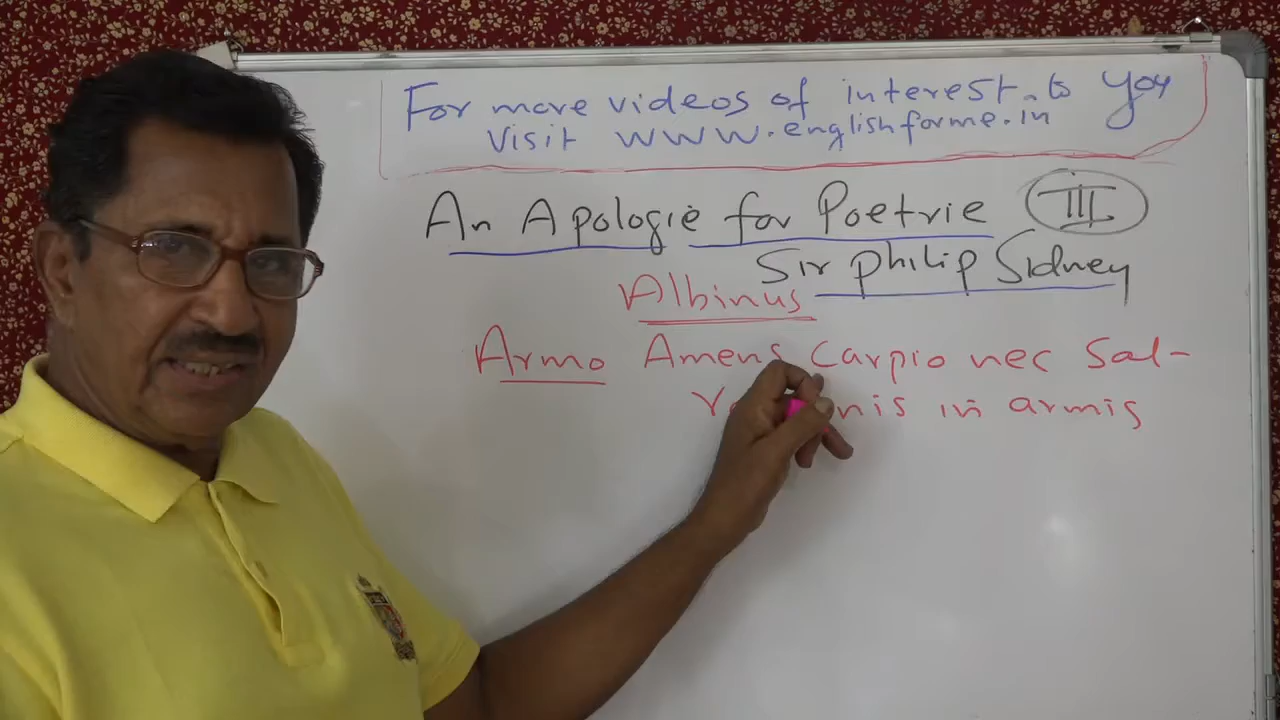 For more videos of interest to you
visit www.englishforme.in
An Apologie for Poetrie III
Sir Philip Sidney
Albinus
Armo Amens Carpio nec Sal-
nis in armis